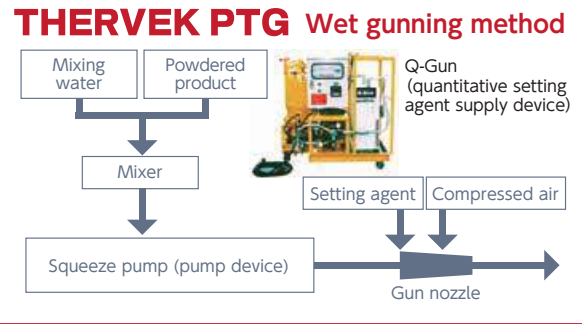 THERVEK PTG Wet gunning method
Mixing
water
Powdered
product
Q-Gun
(quantitative setting
agent supply device)
Mixer
Setting agent
Compressed air
Squeeze pump (pump device)
Gun nozzle